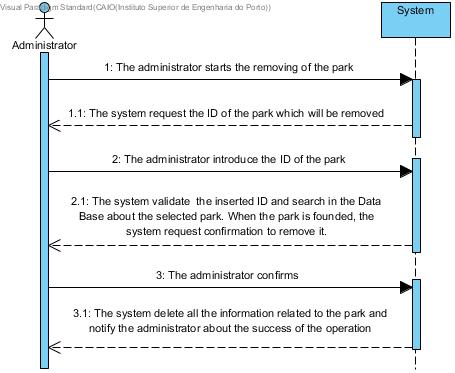 Visual Paradigm Standard(CAIO(Instituto Superior de Engenharia do Porto))
System
Administrator
1: The administrator starts the removing of the park
1.1: The system request the ID of the park which will be removed
2: The administrator introduce the ID of the park
2.1: The system validate the inserted ID and search in the Data
Base about the selected park. When the park is founded, the
system request confirmation to remove it.
3: The administrator confirms
3.1: The system delete all the information related to the park and
notify the administrator about the success of the operation